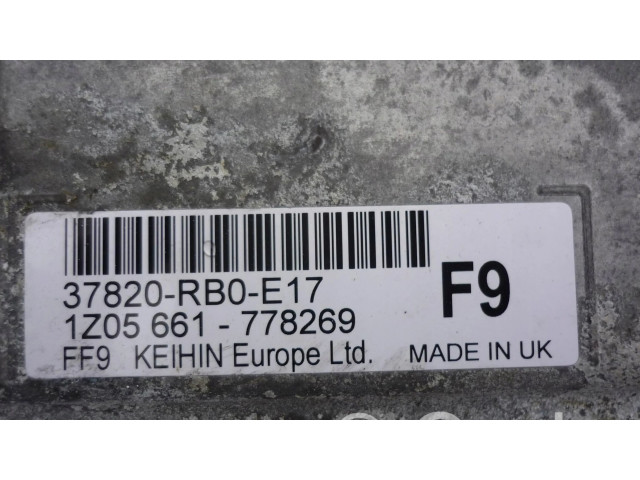 37820-RB0-E17
F9
1Z05 661 - 778269
FF9 KEIHIN Europe Ltd. MADE IN UK